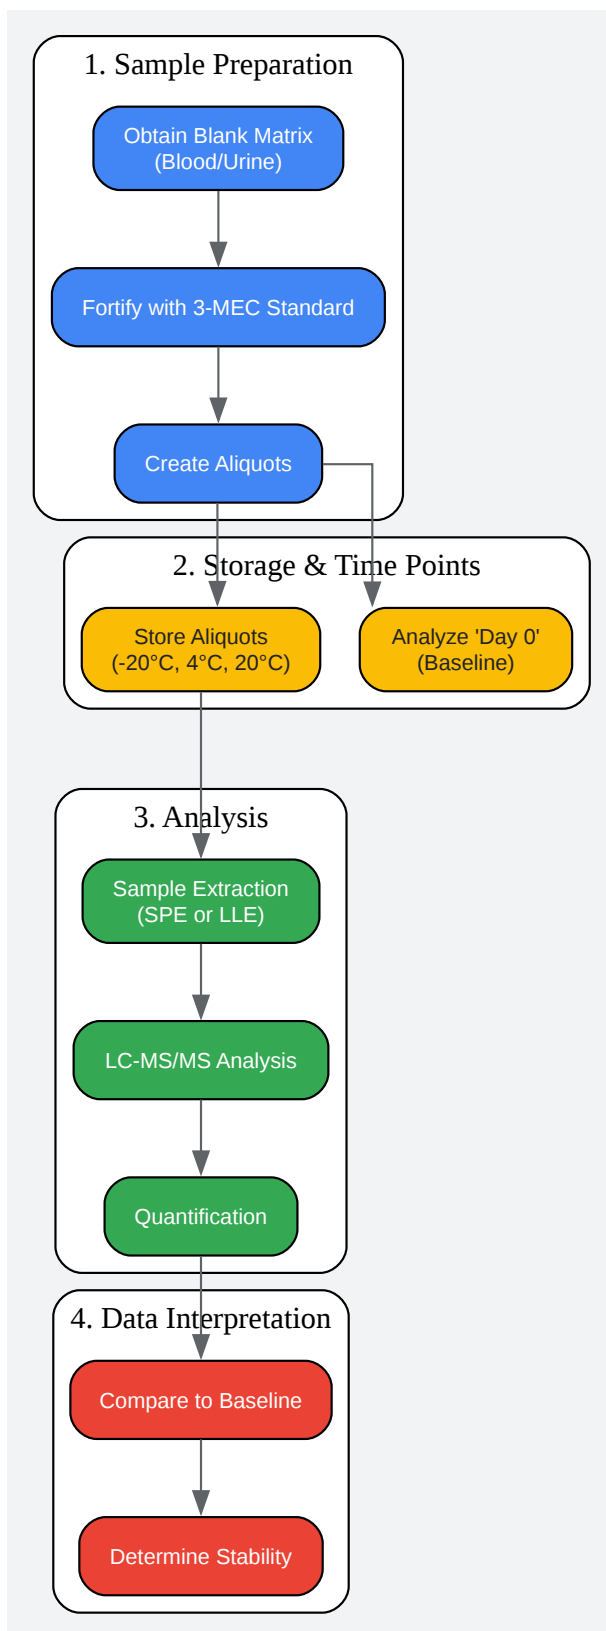 1. Sample Preparation
Obtain Blank Matrix
(Blood/Urine)
Fortify with 3-MEC Standard
Create Aliquots
2. Storage & Time Points
Store Aliquots
(-20°C, 4°C, 20°C)
Analyze 'Day 0'
(Baseline)
3. Analysis
Sample Extraction
(SPE or LLE)
LC-MS/MS Analysis
Quantification
4. Data Interpretation
Compare to Baseline
Determine Stability